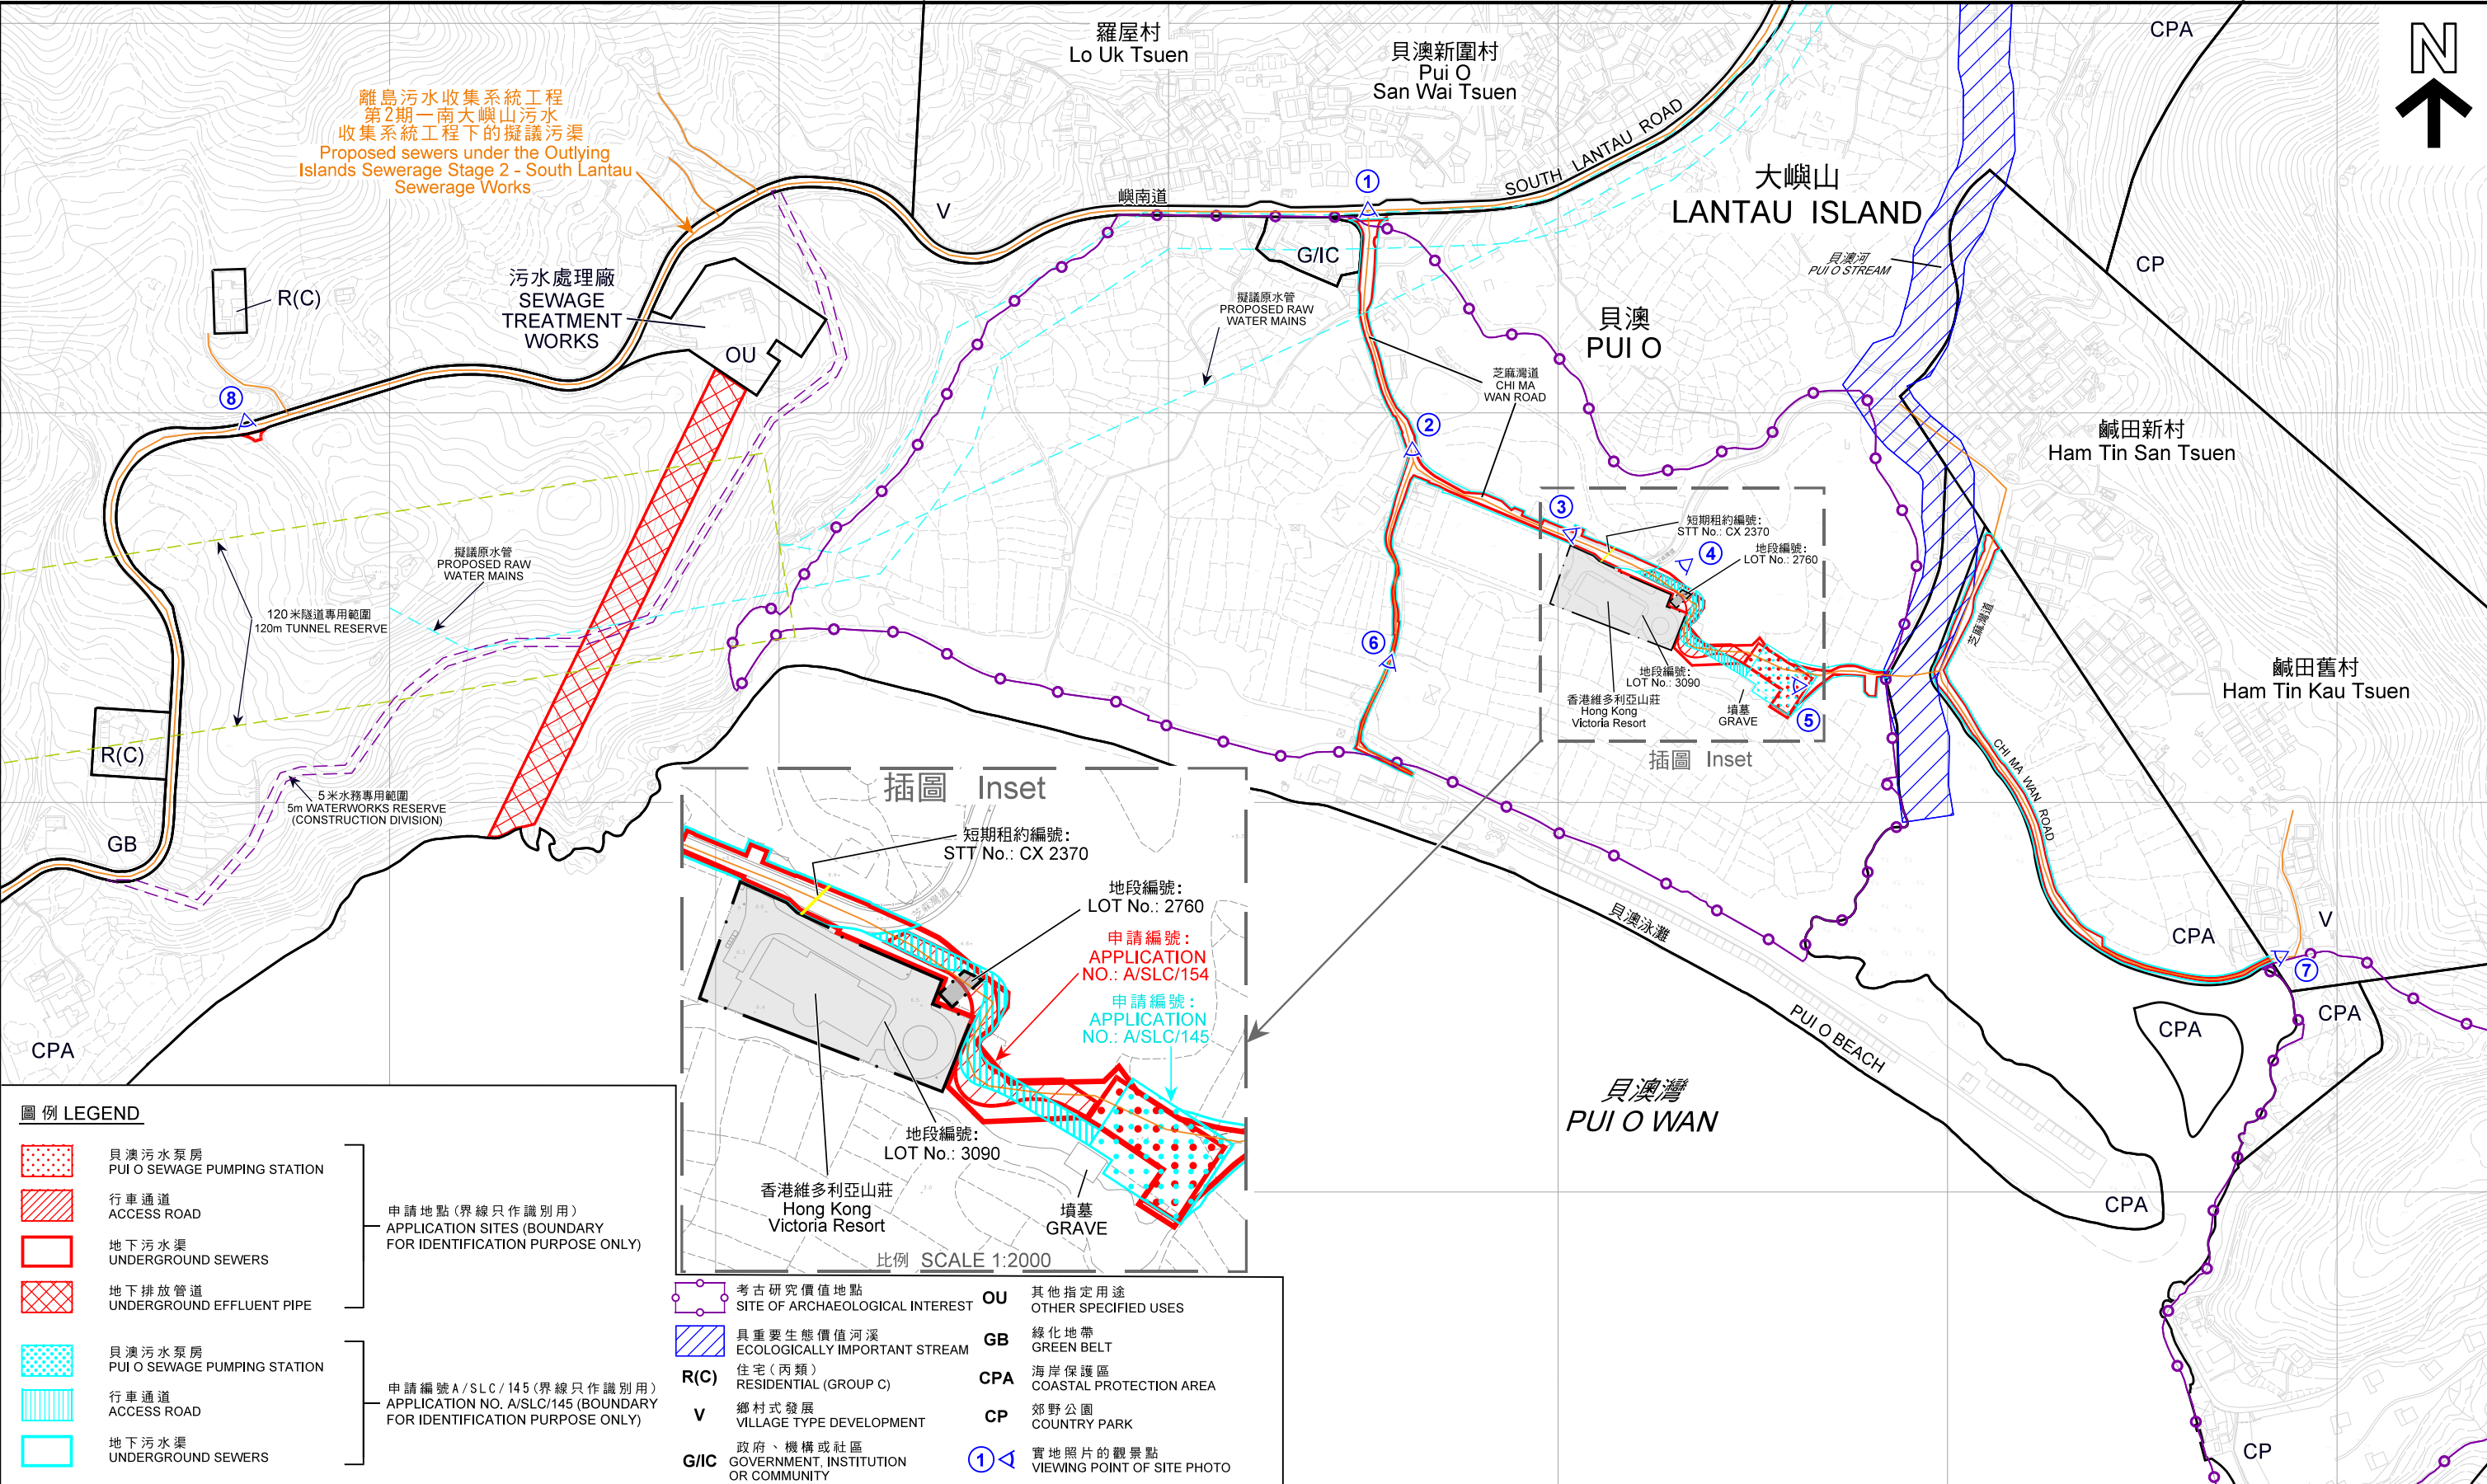 羅屋村
Lo Uk Tsuen
貝澳新圍村
Pui O
San Wai Tsuen
CPA
N
離島污水收集系統工程
第2期一南大嶼山污水
收集系統工程下的擬議污渠
Proposed sewers under the Outlying
Islands Sewerage Stage 2 - South Lantau
Sewerage Works
V
嶼南道
1
SOUTH LANTAU ROAD
大嶼山
LANTAU ISLAND
貝澳河
PUI O STREAM
CP
G/IC
R(C)
污水處理廠
SEWAGE
TREATMENT
WORKS
OU
擬議原水管
PROPOSED RAW
WATER MAINS
貝澳
PUI O
芝麻灣道
CHI MA
WAN ROAD
8
2
鹹田新村
Ham Tin San Tsuen
3
短期租約編號:
STT No.: CX 2370
4
地段編號:
LOT No.: 2760
擬議原水管
PROPOSED RAW
WATER MAINS
120米隧道專用範圍
120m TUNNEL RESERVE
6
芝麻灣道
地段編號:
LOT No.: 3090
香港維多利亞山莊
Hong Kong
Victoria Resort
墳墓
GRAVE
5
插圖 Inset
鹹田舊村
Ham Tin Kau Tsuen
R(C)
5米水務專用範圍
5m WATERWORKS RESERVE
(CONSTRUCTION DIVISION)
GB
CHI MA WAN ROAD
插圖 Inset
短期租約編號:
STT No.: CX 2370
地段編號:
LOT No.: 2760
芝麻灣道
申請編號:
APPLICATION
NO.: A/SLC/154
申請編號:
APPLICATION
NO.: A/SLC/145
地段編號:
LOT No.: 3090
香港維多利亞山莊
Hong Kong
Victoria Resort
墳墓
GRAVE
比例 SCALE 1:2000
貝澳泳灘
PUI O BEACH
CPA
V
7
CPA
CPA
CPA
貝澳灣
PUI O WAN
CPA
CP
圖例 LEGEND
貝澳污水泵房
PUI O SEWAGE PUMPING STATION
行車通道
ACCESS ROAD
地下污水渠
UNDERGROUND SEWERS
地下排放管道
UNDERGROUND EFFLUENT PIPE
申請地點(界線只作識別用)
APPLICATION SITES (BOUNDARY
FOR IDENTIFICATION PURPOSE ONLY)
貝澳污水泵房
PUI O SEWAGE PUMPING STATION
行車通道
ACCESS ROAD
地下污水渠
UNDERGROUND SEWERS
申請編號A/SLC/145(界線只作識別用)
APPLICATION NO. A/SLC/145 (BOUNDARY
FOR IDENTIFICATION PURPOSE ONLY)
考古研究價值地點
SITE OF ARCHAEOLOGICAL INTEREST
具重要生態價值河溪
ECOLOGICALLY IMPORTANT STREAM
R(C)
住宅(丙類)
RESIDENTIAL (GROUP C)
V
鄉村式發展
VILLAGE TYPE DEVELOPMENT
G/IC
政府、機構或社區
GOVERNMENT, INSTITUTION
OR COMMUNITY
OU
其他指定用途
OTHER SPECIFIED USES
GB
綠化地帶
GREEN BELT
CPA
海岸保護區
COASTAL PROTECTION AREA
CP
郊野公園
COUNTRY PARK
1
實地照片的觀景點
VIEWING POINT OF SITE PHOTO